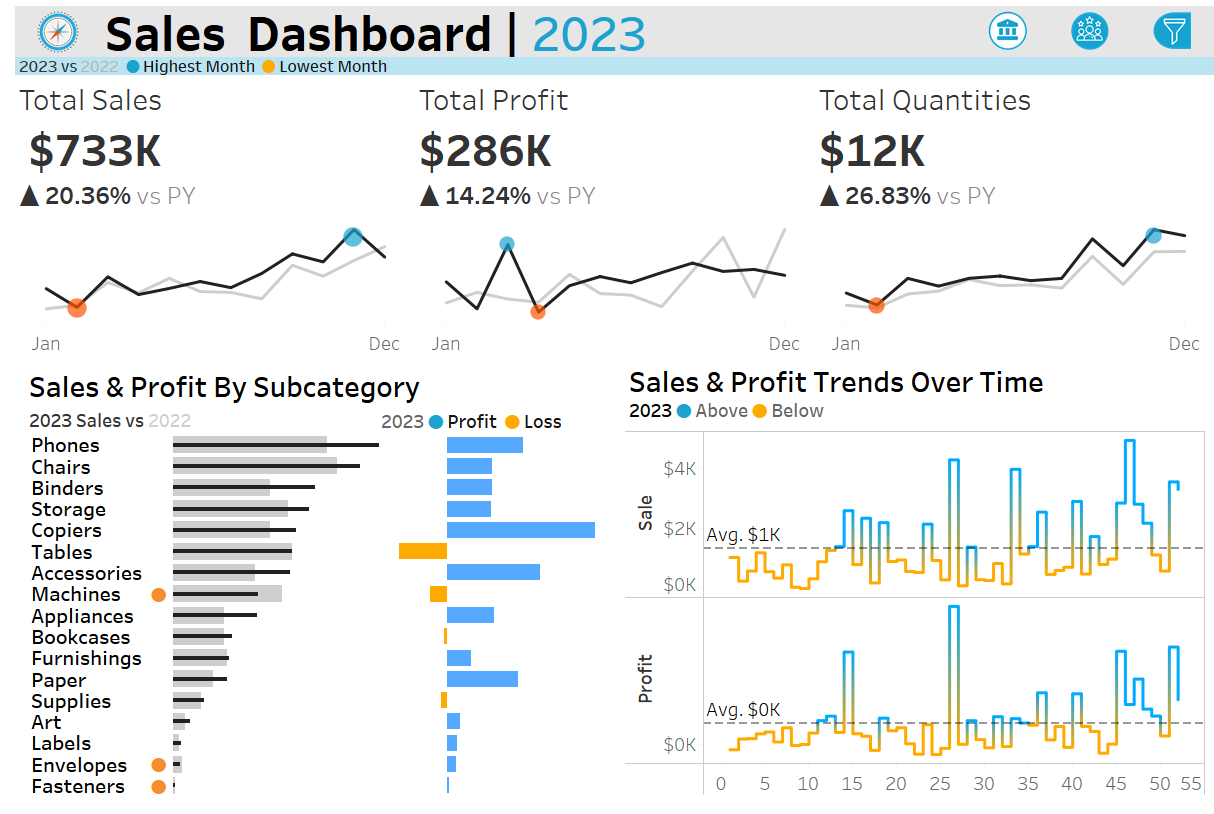 Sales Dashboard | 2023
2023 vs 2022 Highest Month Lowest Month
Total Sales
$733K
▲ 20.36% vs PY
Jan Dec
Total Profit
$286K
▲ 14.24% vs PY
Jan Dec
Total Quantities
$12K
▲ 26.83% vs PY
Jan Dec
Sales & Profit By Subcategory
2023 Sales vs 2022
2023 Profit Loss
Phones
Chairs
Binders
Storage
Copiers
Tables
Accessories
Machines
Appliances
Bookcases
Furnishings
Paper
Supplies
Art
Labels
Envelopes
Fasteners
Sales & Profit Trends Over Time
2023 Above Below
Sale
$4K
$2K
$0K
Avg. $1K
Profit
$0K
Avg. $0K
0 5 10 15 20 25 30 35 40 45 50 55